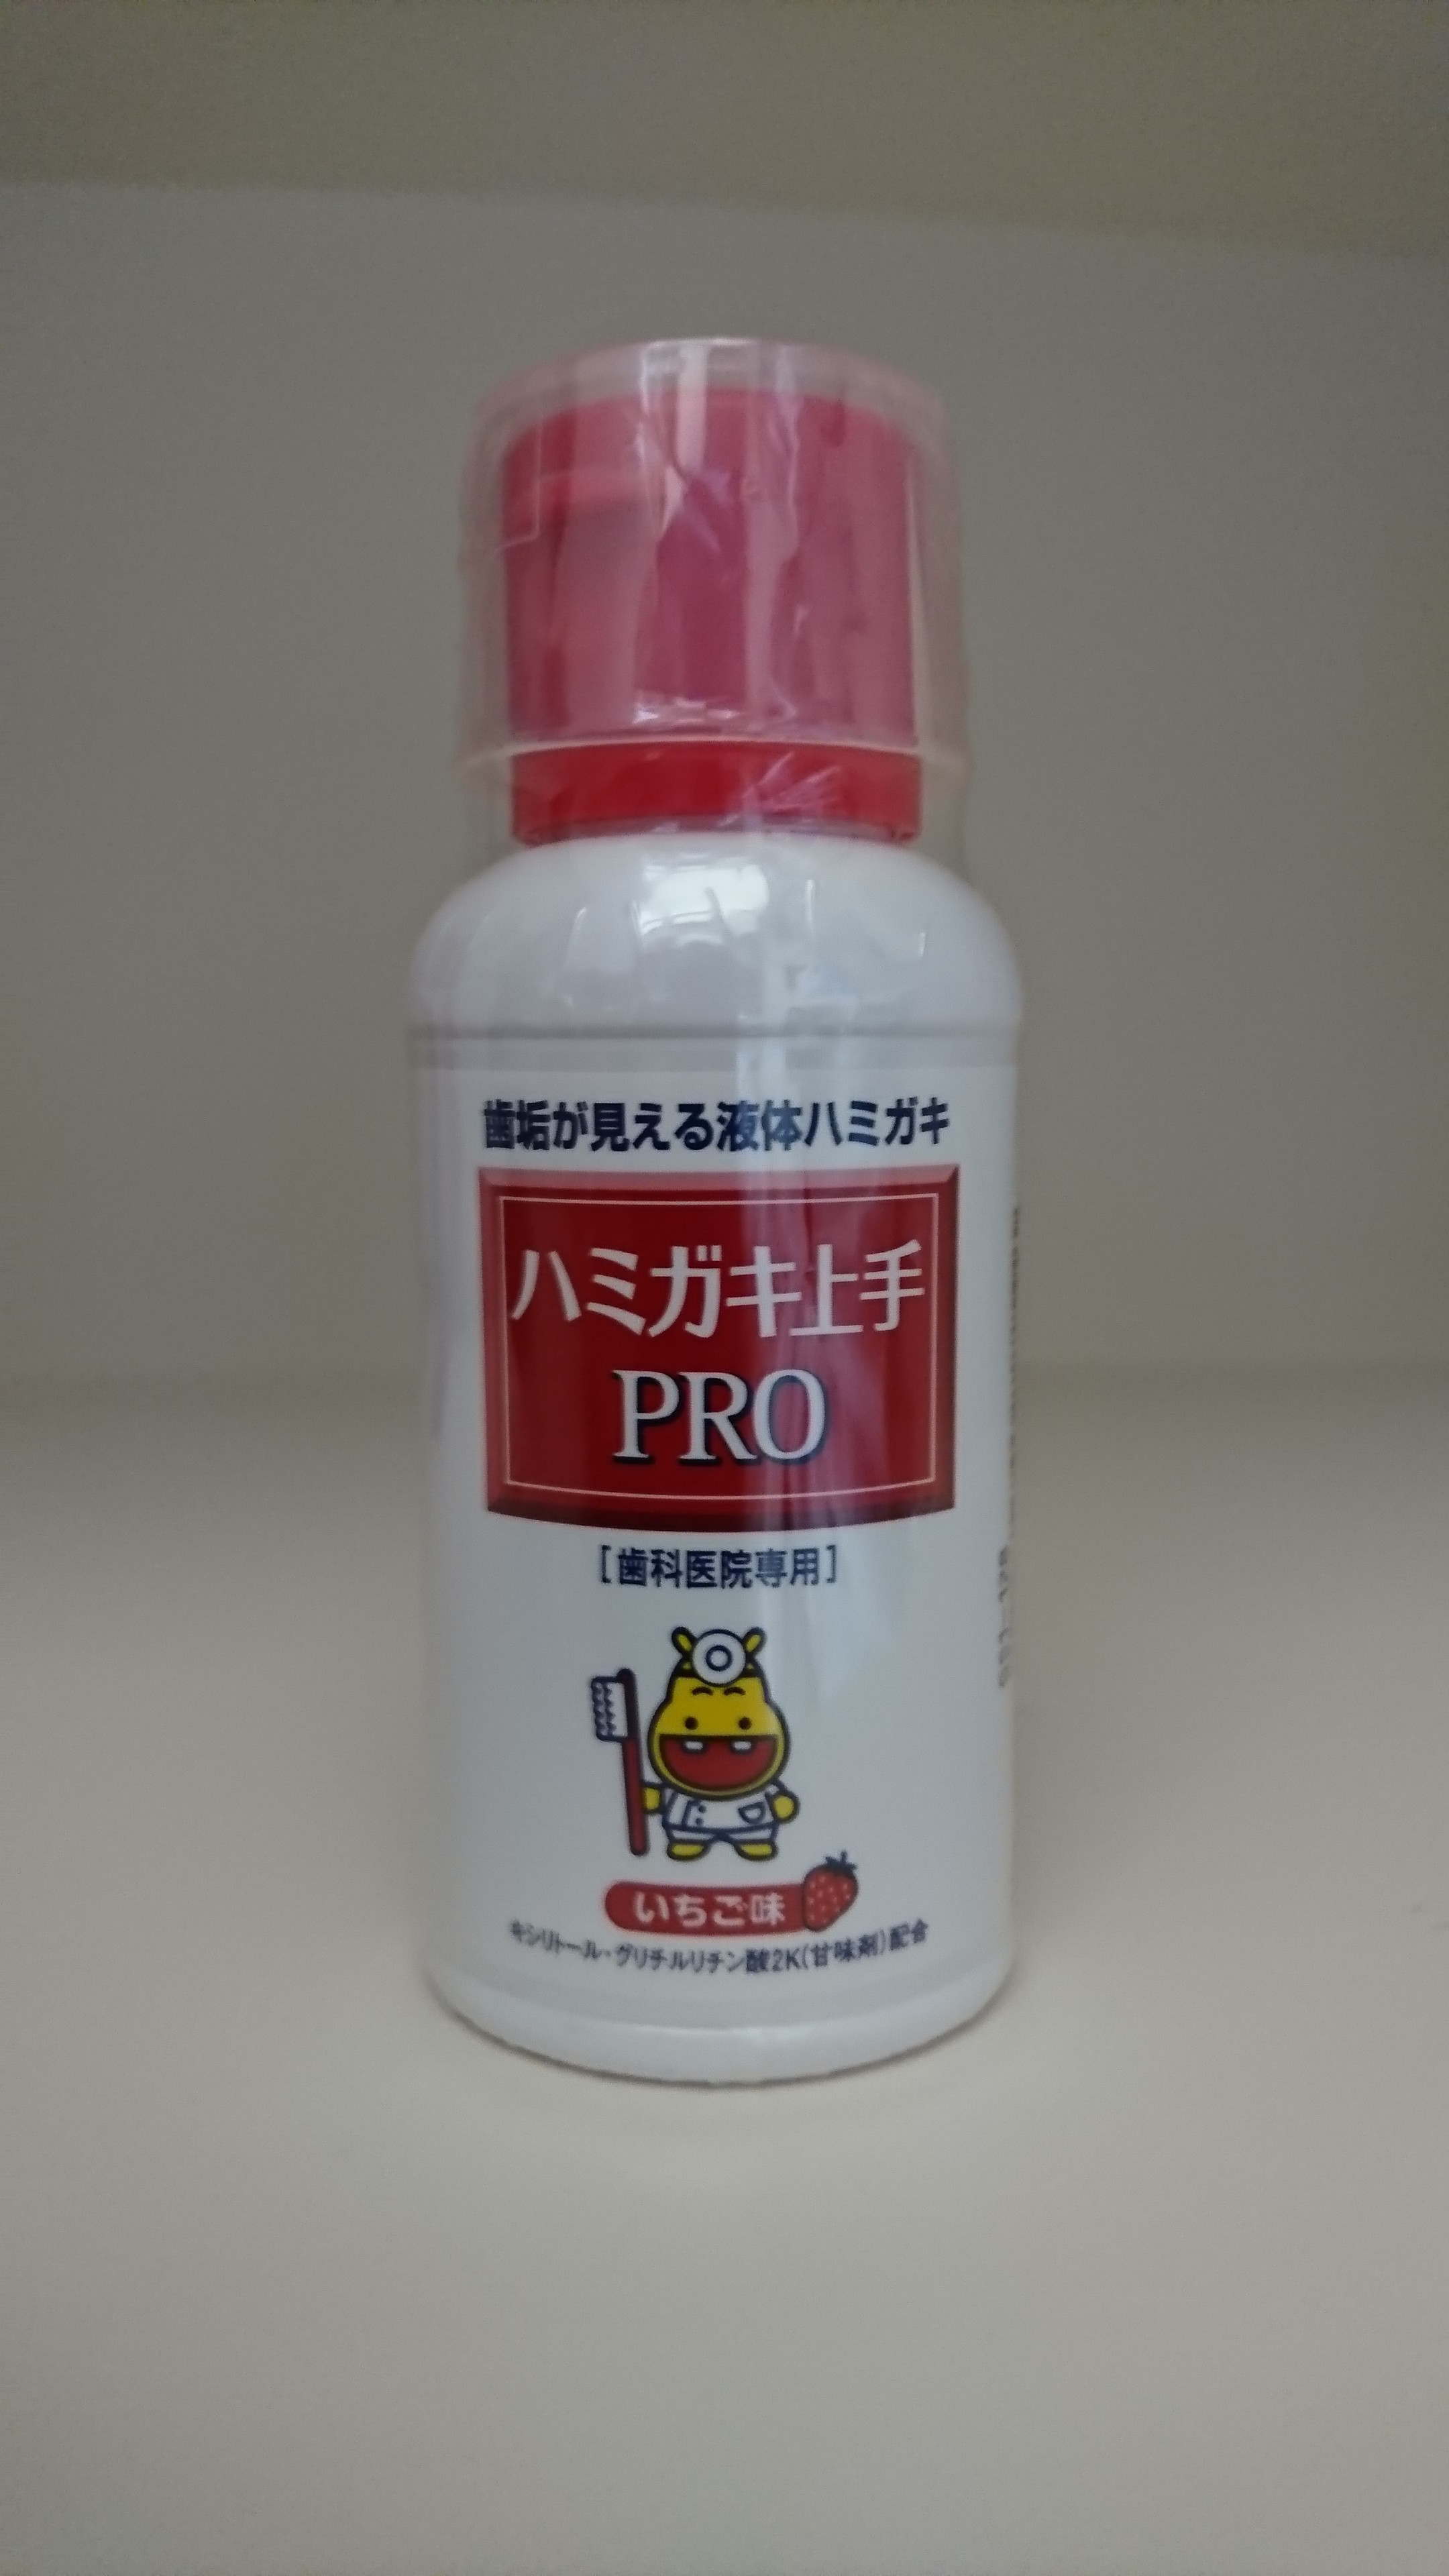 歯垢が見える液体ハミガキ
ハミガキ上手
PRO
[歯科医院専用]
いちご味
キシリトール・グリチルリチン酸2K(甘味剤)配合